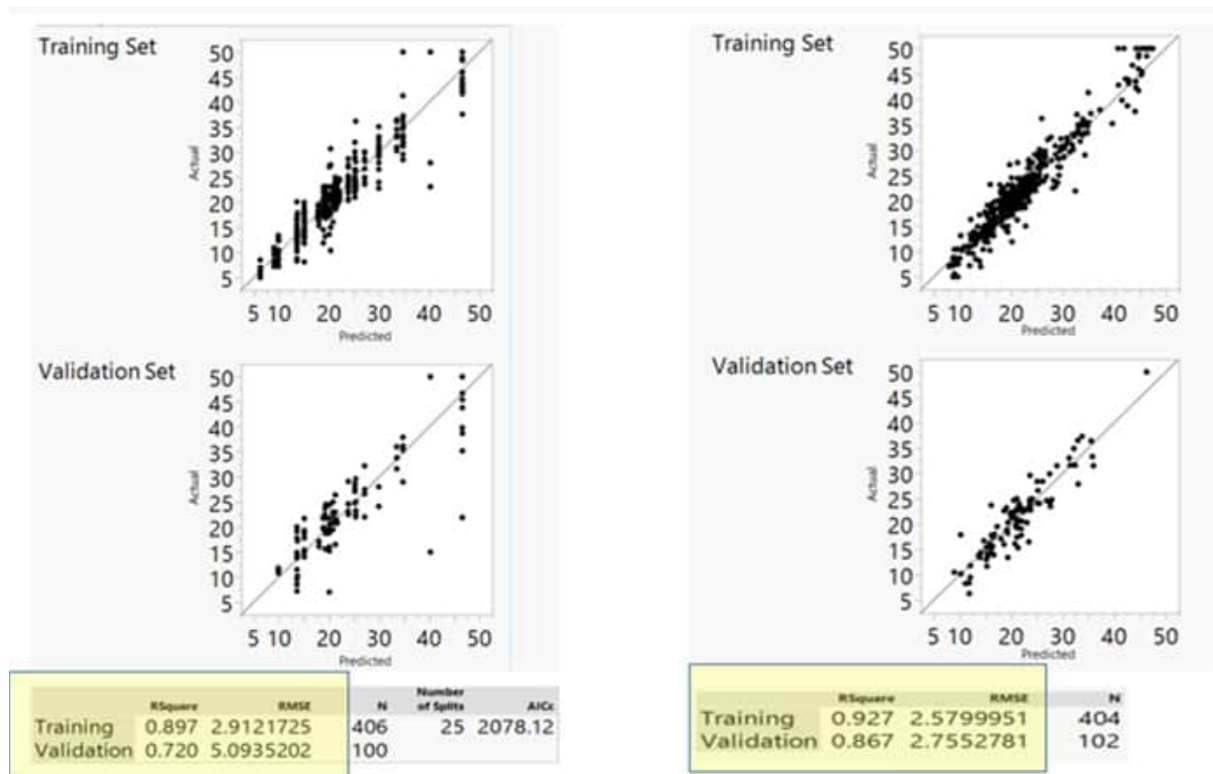 Training Set
50
45
40
35
30
25
20
15
10
5
Actual
5 10 20 30 40 50
Predicted
Validation Set
50
45
40
35
30
25
20
15
10
5
Actual
5 10 20 30 40 50
Predicted
RSquare RMSE N Number of Splits AICc
Training 0.897 2.9121725 406 25 2078.12
Validation 0.720 5.0935202 100
Training Set
50
45
40
35
30
25
20
15
10
5
Actual
5 10 20 30 40 50
Predicted
Validation Set
50
45
40
35
30
25
20
15
10
5
Actual
5 10 20 30 40 50
Predicted
RSquare RMSE N
Training 0.927 2.5799951 404
Validation 0.867 2.7552781 102